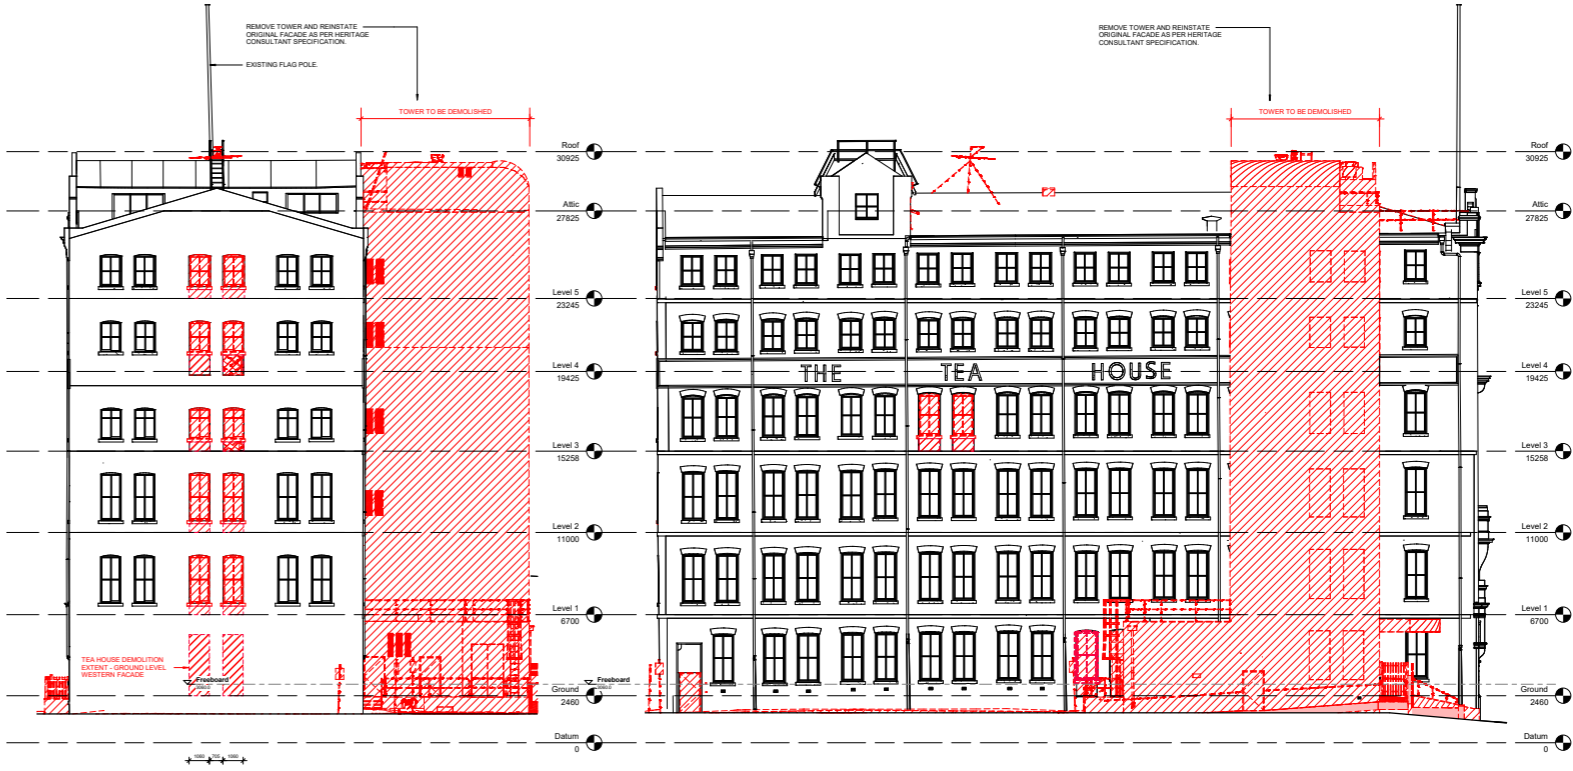 REMOVE TOWER AND REINSTATE
ORIGINAL FACADE AS PER HERITAGE
CONSULTANT SPECIFICATION.
EXISTING FLAG POLE.
TOWER TO BE DEMOLISHED
REMOVE TOWER AND REINSTATE
ORIGINAL FACADE AS PER HERITAGE
CONSULTANT SPECIFICATION.
TOWER TO BE DEMOLISHED
Roof
30925
Attic
27825
Level 5
23245
Level 4
19425
Level 3
15258
Level 2
11000
Level 1
6700
Ground
2460
Datum
0
THE TEA HOUSE
Roof
30925
Attic
27825
Level 5
23245
Level 4
19425
Level 3
15258
Level 2
11000
Level 1
6700
Ground
2460
Datum
0
TEA HOUSE DEMOLITION
EXTENT - GROUND LEVEL
WESTERN FACADE
Freeboard
Freeboard